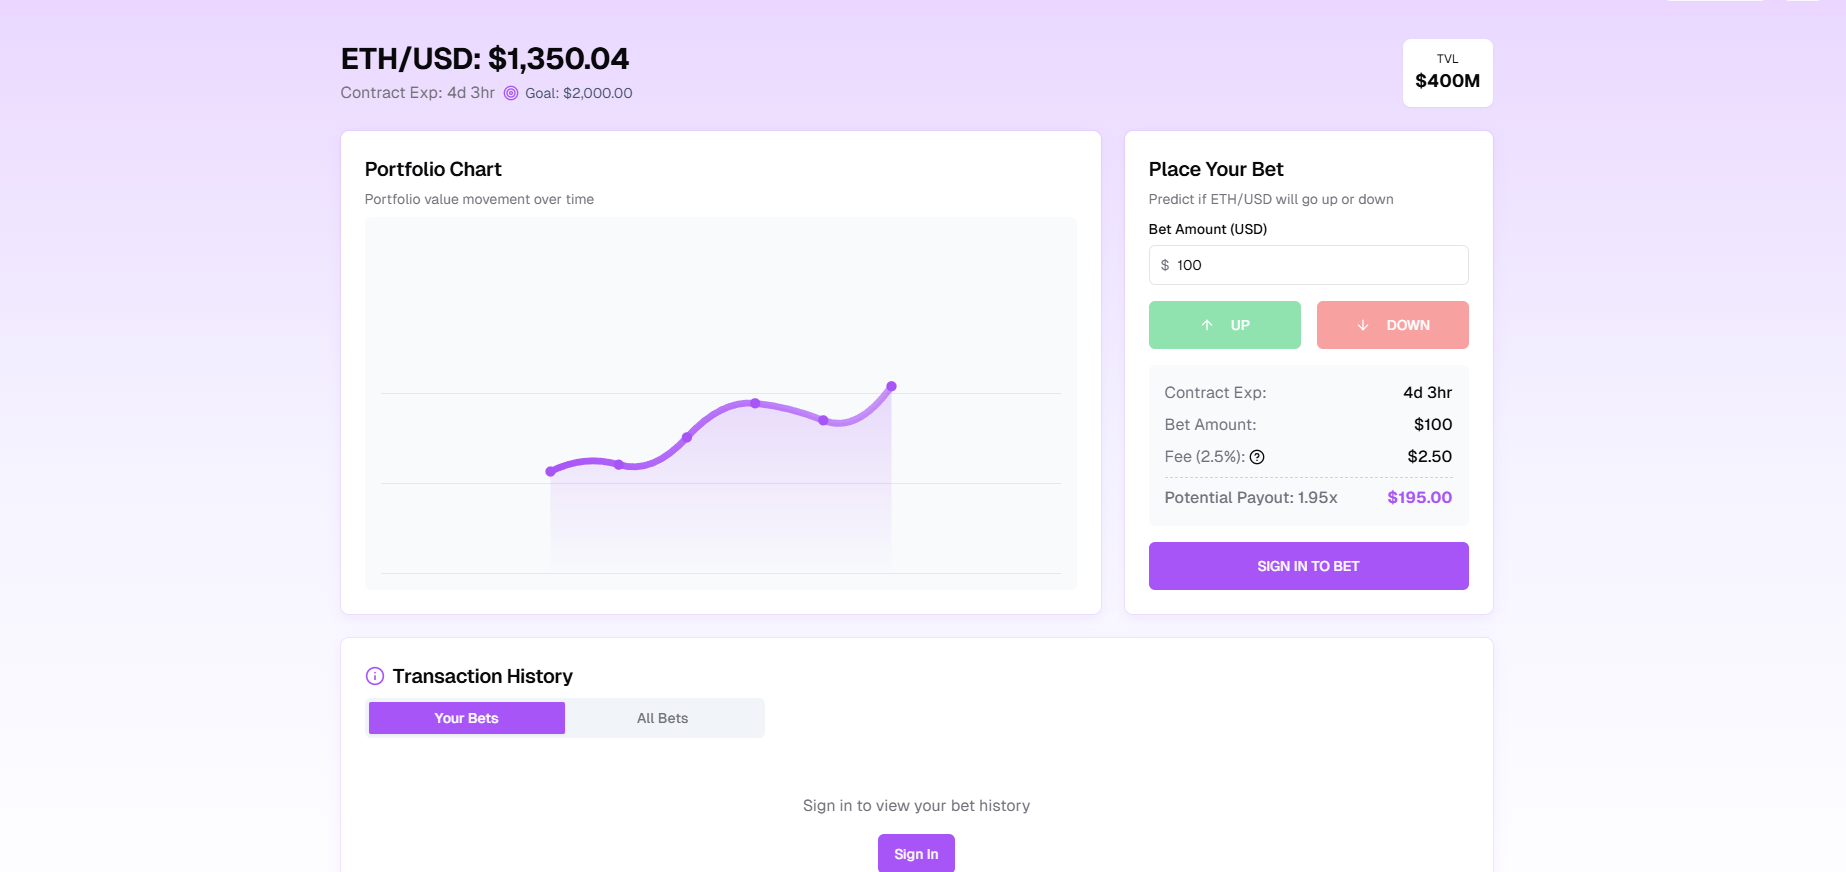 ETH/USD: $1,350.04
Contract Exp: 4d 3hr Goal: $2,000.00
TVL
$400M
Portfolio Chart
Portfolio value movement over time
Place Your Bet
Predict if ETH/USD will go up or down
Bet Amount (USD)
$ 100
↑ UP ↓ DOWN
Contract Exp: 4d 3hr
Bet Amount: $100
Fee (2.5%): $2.50
Potential Payout: 1.95x $195.00
SIGN IN TO BET
Transaction History
Your Bets All Bets
Sign in to view your bet history
Sign In